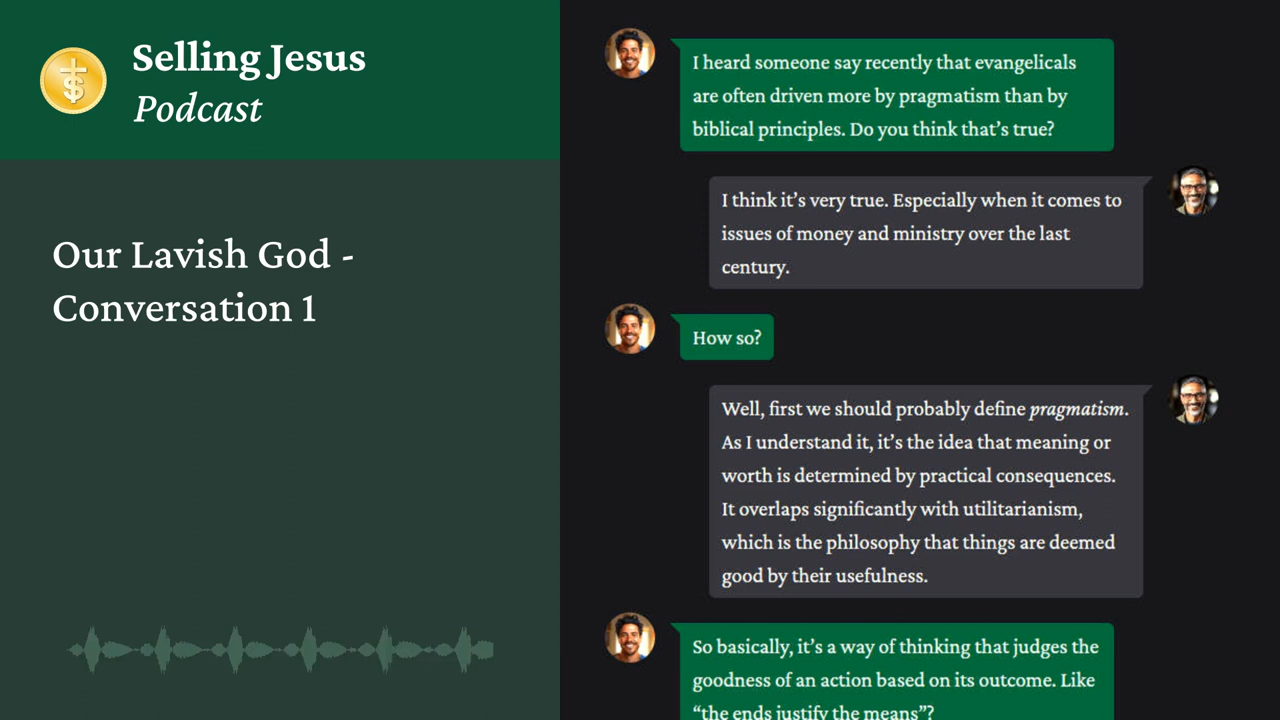 Selling Jesus
Podcast
Our Lavish God -
Conversation 1
I heard someone say recently that evangelicals
are often driven more by pragmatism than by
biblical principles. Do you think that’s true?
I think it’s very true. Especially when it comes to
issues of money and ministry over the last
century.
How so?
Well, first we should probably define pragmatism.
As I understand it, it’s the idea that meaning or
worth is determined by practical consequences.
It overlaps significantly with utilitarianism,
which is the philosophy that things are deemed
good by their usefulness.
So basically, it’s a way of thinking that judges the
goodness of an action based on its outcome. Like
“the ends justify the means”?